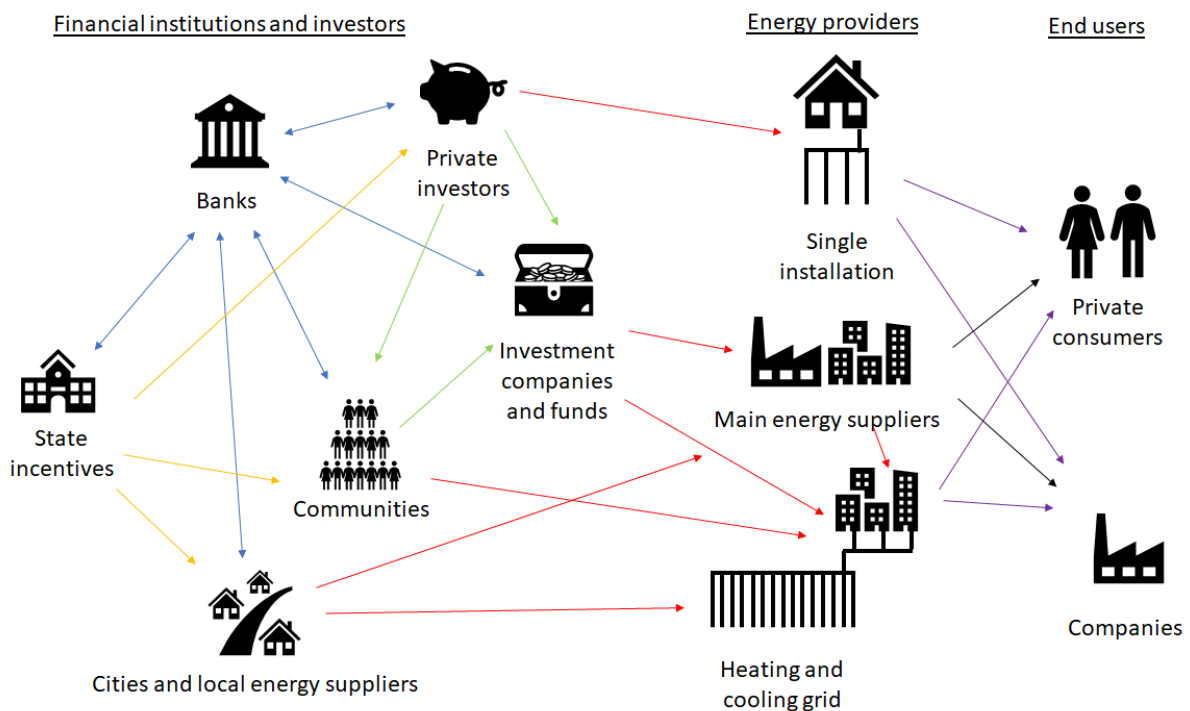 Financial institutions and investors
Energy providers
End users
Banks
Private
investors
Single
installation
Private
consumers
Investment
companies
and funds
Main energy suppliers
State
incentives
Communities
Companies
Cities and local energy suppliers
Heating and
cooling grid